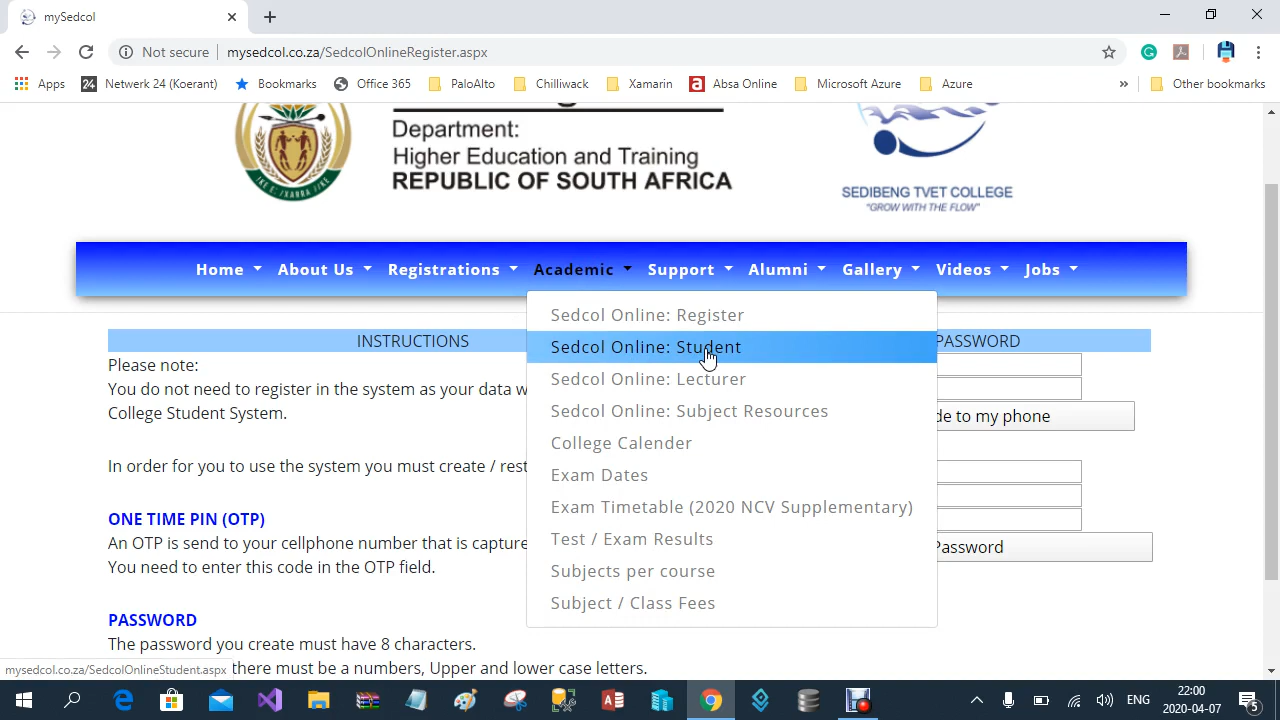 mySedcol
Not secure mysedcol.co.za/SedcolOnlineRegister.aspx
Apps 24 Netwerk 24 (Koerant) Bookmarks Office 365 PaloAlto Chilliwack Xamarin a Absa Online Microsoft Azure Azure » Other bookmarks
Department:
Higher Education and Training
REPUBLIC OF SOUTH AFRICA
SEDIBENG TVET COLLEGE
"GROW WITH THE FLOW"
Home About Us Registrations Academic Support Alumni Gallery Videos Jobs
Sedcol Online: Register
Sedcol Online: Student
Sedcol Online: Lecturer
Sedcol Online: Subject Resources
College Calender
Exam Dates
Exam Timetable (2020 NCV Supplementary)
Test / Exam Results
Subjects per course
Subject / Class Fees
INSTRUCTIONS
Please note:
You do not need to register in the system as your data w
College Student System.
In order for you to use the system you must create / rest
ONE TIME PIN (OTP)
An OTP is send to your cellphone number that is capture
You need to enter this code in the OTP field.
PASSWORD
The password you create must have 8 characters.
there must be a numbers, Upper and lower case letters.
PASSWORD
de to my phone
Password
mysedcol.co.za/SedcolOnlineStudent.aspx
ENG
22:00
2020-04-07
5